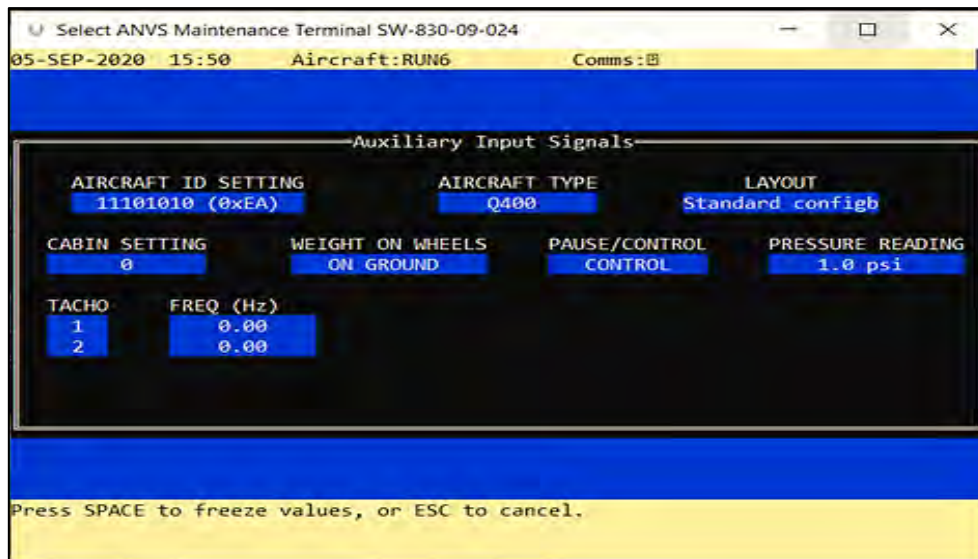 Select ANVS Maintenance Terminal SW-830-09-024
05-SEP-2020 15:50 Aircraft:RUN6 Comms:
Auxiliary Input Signals
AIRCRAFT ID SETTING AIRCRAFT TYPE LAYOUT
11101010 (0xEA) Q400 Standard configb
CABIN SETTING WEIGHT ON WHEELS PAUSE/CONTROL PRESSURE READING
0 ON GROUND CONTROL 1.0 psi
TACHO FREQ (Hz)
1 0.00
2 0.00
Press SPACE to freeze values, or ESC to cancel.